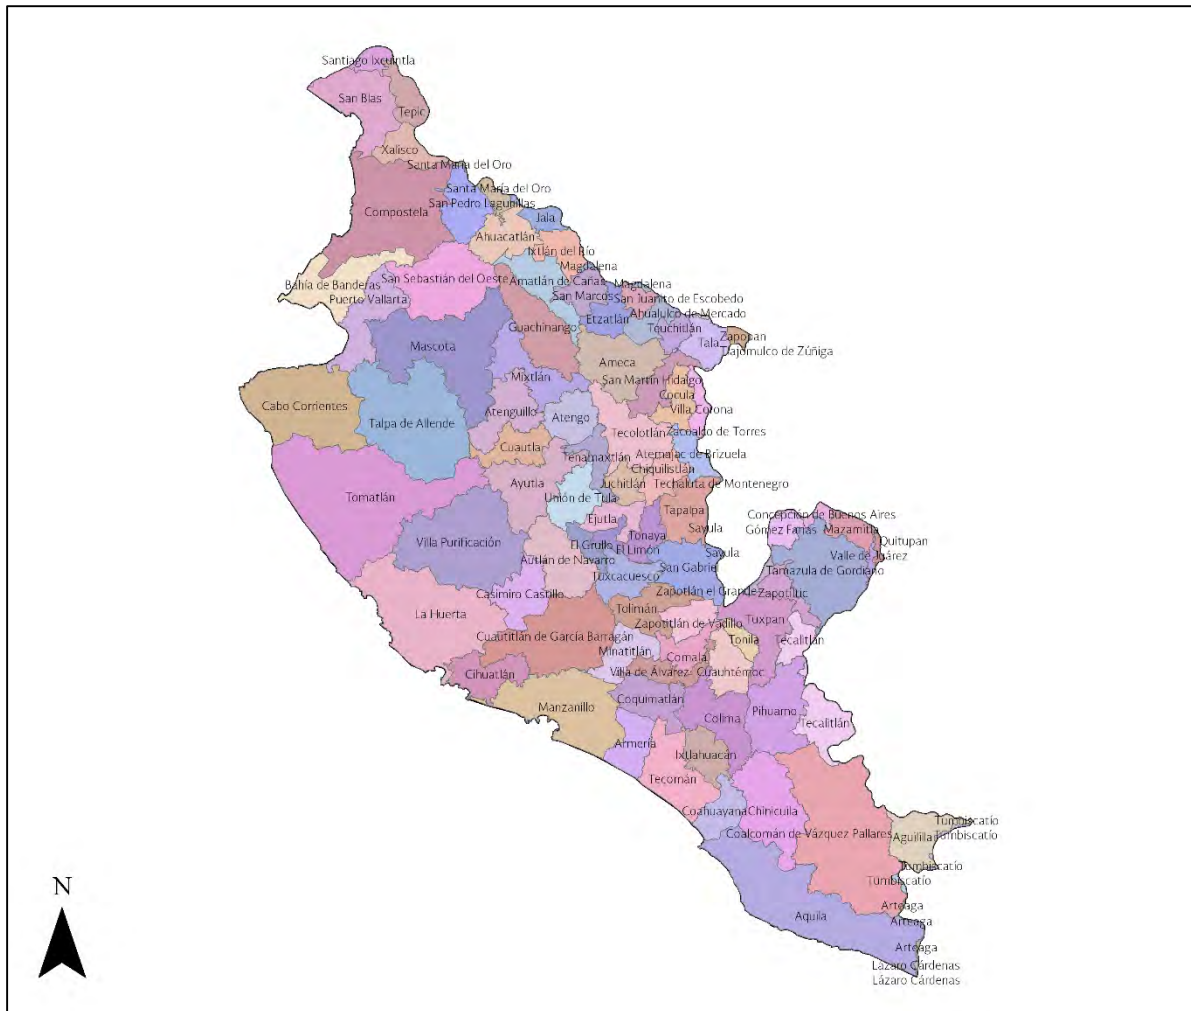 Santiago Ixcuintla
San Blas
Tepic
Xalisco
Santa María del Oro
Santa María del Oro
San Pedro Lagunillas
Compostela
Jala
Ahuacatlán
Ixtlán del Río
Magdalena
San Sebastián del Oeste
Amatlán de Cañas
Bahía de Banderas
Magdalena
Puerto Vallarta
San Marcos
San Juanito de Escobedo
Ahualulco de Mercado
Etzatlán
Guachinango
Teuchitlán
Zapopan
Tala
Mascota
Tlajomulco de Zúñiga
Ameca
Mixtlán
San Martín Hidalgo
Cocula
Cabo Corrientes
Atenguillo
Villa Corona
Atengo
Talpa de Allende
Tecolotlán
Zacoalco de Torres
Cuautla
Atemajac de Brizuela
Tenamaxtlán
Chiquilistlán
Ayutla
Juchitlán
Techaluta de Montenegro
Tomatlán
Unión de Tula
Tapalpa
Concepción de Buenos Aires
Ejutla
Sayula
Gómez Farías
Mazamitla
Tonaya
Quitupan
Villa Purificación
El Grullo
El Limón
Sayula
Valle de Juárez
Autlán de Navarro
San Gabriel
Tamazula de Gordiano
Tuxcacuesco
Casimiro Castillo
Zapotlán el Grande
Zapotiltic
La Huerta
Tolimán
Zapotitlán de Vadillo
Tuxpan
Cuautitlán de García Barragán
Tonila
Tecalitlán
Minatitlán
Comala
Cihuatlán
Villa de Álvarez
Cuauhtémoc
Coquimatlán
Manzanillo
Pihuamo
Colima
Tecalitlán
Armería
Ixtlahuacán
Tecomán
Coahuayana
Chinicuila
Tumbiscatío
Coalcomán de Vázquez Pallares
Aguililla
Tumbiscatío
Tumbiscatío
Tumbiscatío
N
Arteaga
Aquila
Arteaga
Arteaga
Lázaro Cárdenas
Lázaro Cárdenas